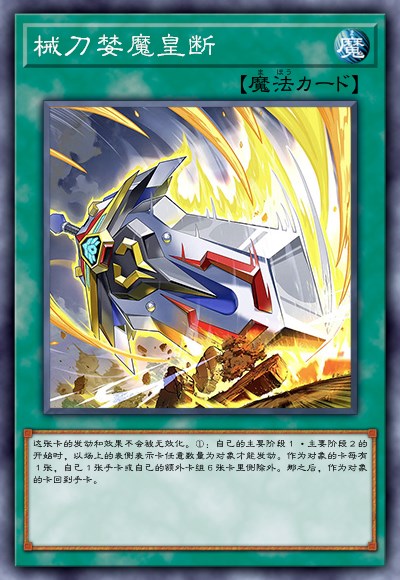 械刀婪魔皇断
魔
【魔法カード】
这张卡的发动和效果不会被无效化。①：自己的主要阶段1·主要阶段2的
开始时，以场上的表侧表示卡任意数量为对象才能发动。作为对象的卡每有
1张，自己1张手卡或自己的额外卡组6张卡里侧除外。那之后，作为对象
的卡回到手卡。